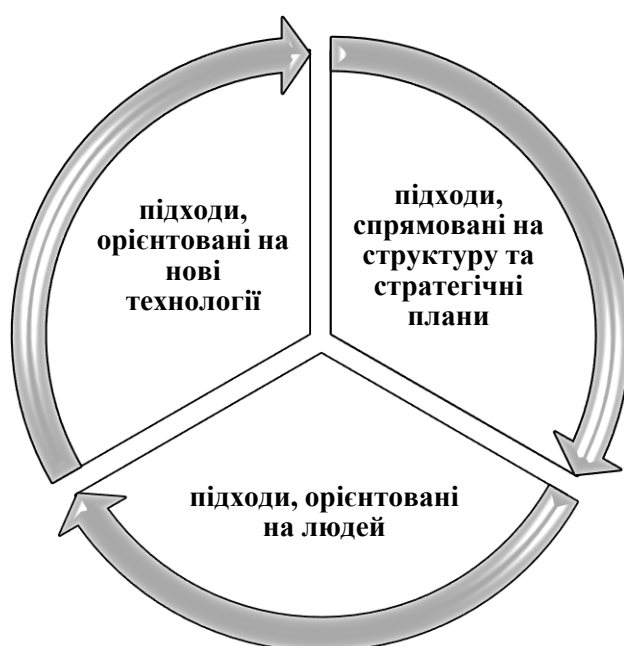 підходи,
орієнтовані на
нові
технології
підходи,
спрямовані на
структуру та
стратегічні
плани
підходи, орієнтовані
на людей